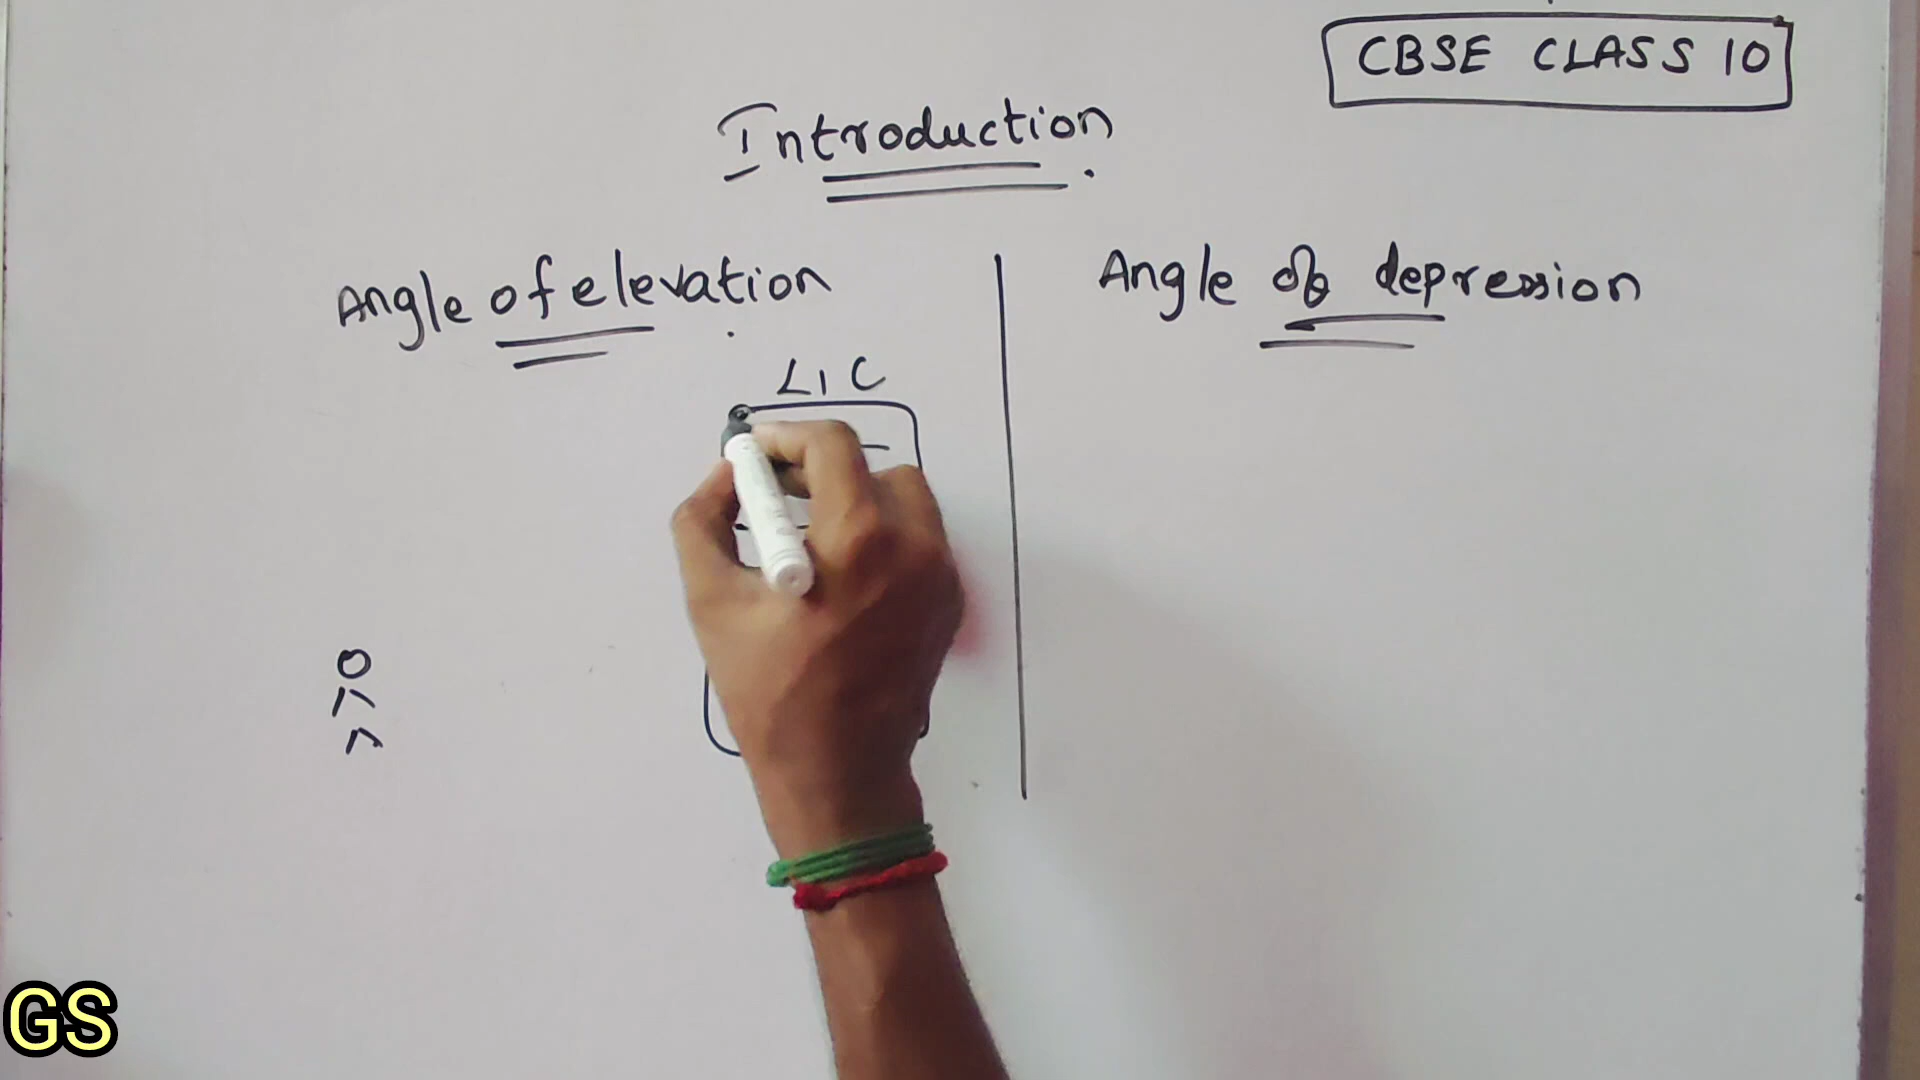 CBSE CLASS 10
Introduction
Angle of elevation
Angle of depression
LIC
GS